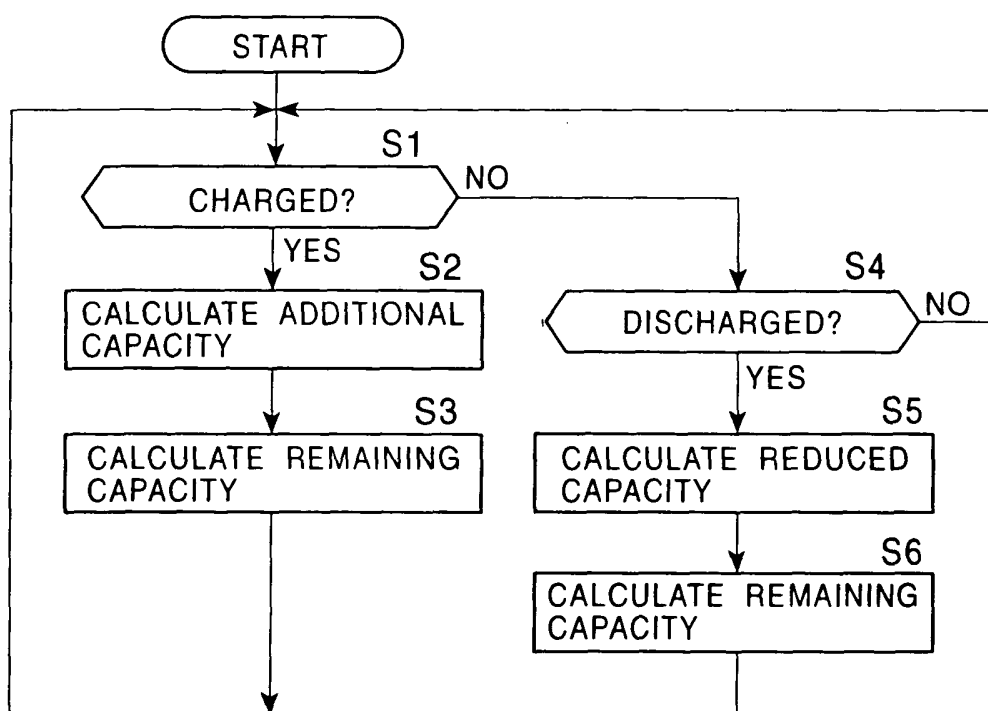 START
S1
CHARGED?
NO
YES
S2
CALCULATE ADDITIONAL
CAPACITY
S3
CALCULATE REMAINING
CAPACITY
S4
DISCHARGED?
NO
YES
S5
CALCULATE REDUCED
CAPACITY
S6
CALCULATE REMAINING
CAPACITY